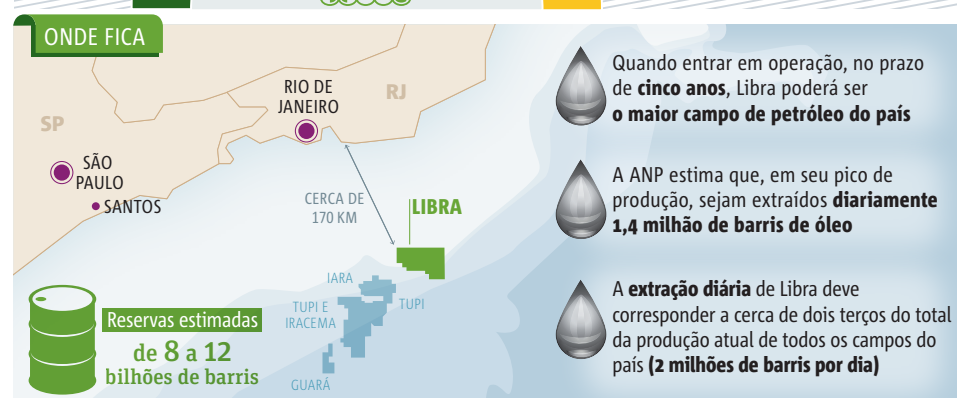 ONDE FICA
SP
SÃO
PAULO
SANTOS
RIO DE
JANEIRO
RJ
CERCA DE
170 KM
LIBRA
IARA
TUPI
TUPI E
IRACEMA
GUARÁ
Reservas estimadas
de 8 a 12
bilhões de barris
Quando entrar em operação, no prazo
de cinco anos, Libra poderá ser
o maior campo de petróleo do país
A ANP estima que, em seu pico de
produção, sejam extraídos diariamente
1,4 milhão de barris de óleo
A extração diária de Libra deve
corresponder a cerca de dois terços do total
da produção atual de todos os campos do
país (2 milhões de barris por dia)